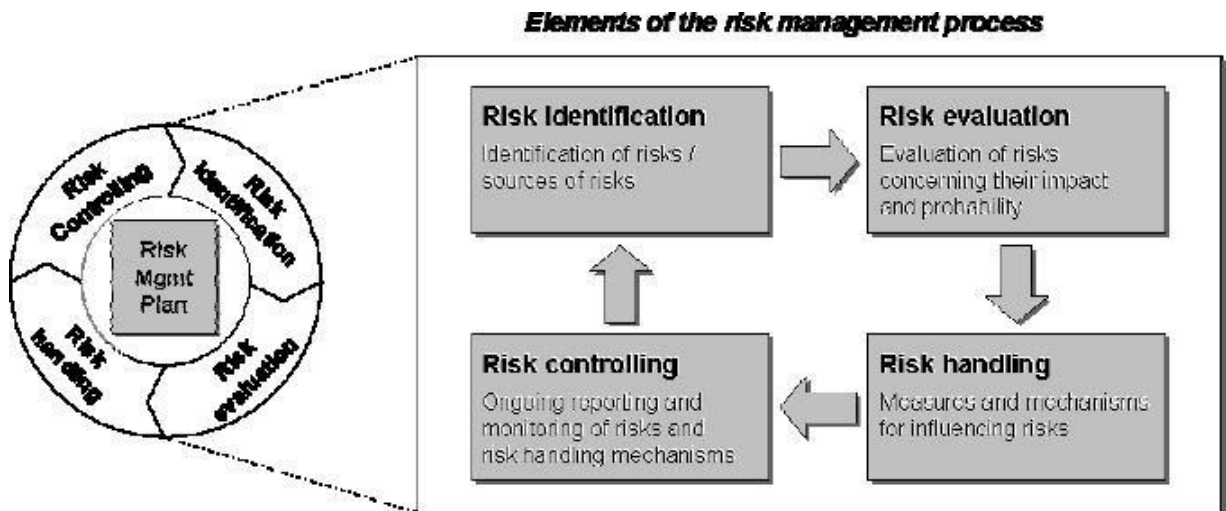 Elements of the risk management process
Risk
Controlling
Risk
Identification
Risk
Mgmt
Plan
Risk
handling
Risk
evaluation
Risk identification
Identification of risks /
sources of risks
Risk evaluation
Evaluation of risks
concerning their impact
and probability
Risk controlling
Ongoing reporting and
monitoring of risks and
risk handling mechanisms
Risk handling
Measures and mechanisms
for influencing risks